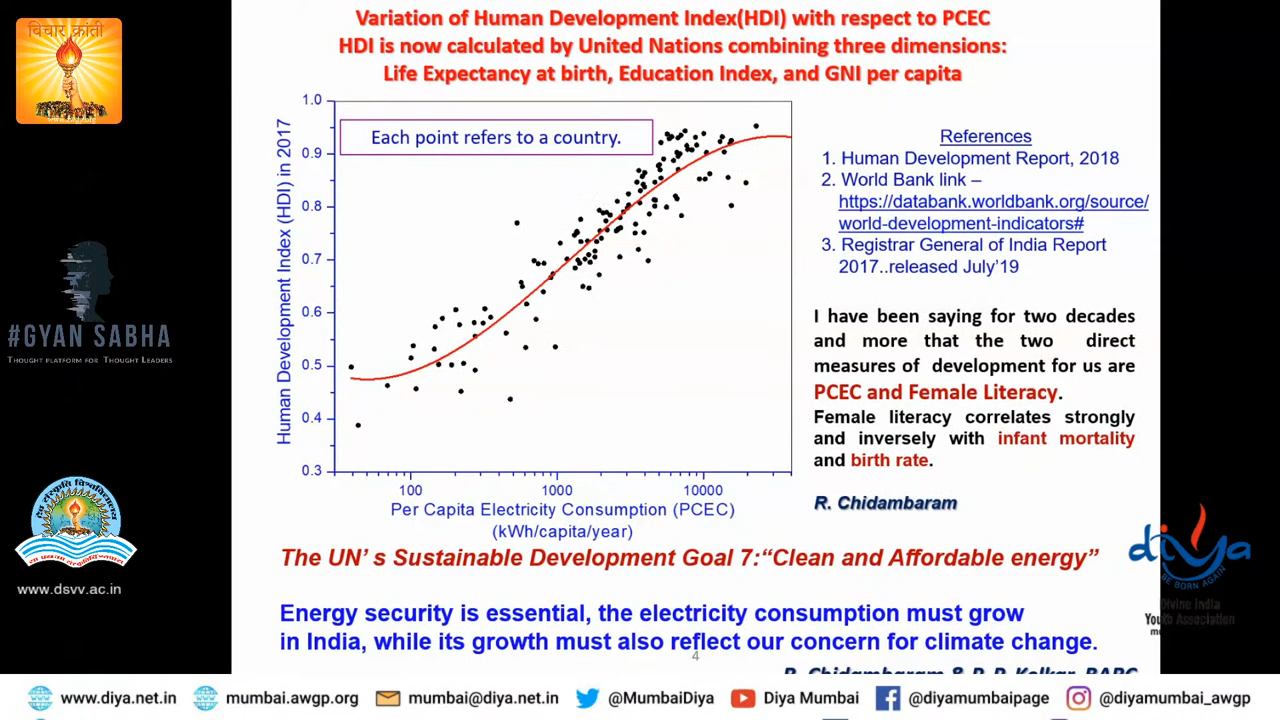 विचार क्रांति
www.awgp.org
Variation of Human Development Index(HDI) with respect to PCEC
HDI is now calculated by United Nations combining three dimensions:
Life Expectancy at birth, Education Index, and GNI per capita
Human Development Index (HDI) in 2017
1.0
0.9
0.8
0.7
0.6
0.5
0.4
0.3
Each point refers to a country.
100
1000
10000
Per Capita Electricity Consumption (PCEC)
(kWh/capita/year)
References
1. Human Development Report, 2018
2. World Bank link –
https://databank.worldbank.org/source/
world-development-indicators#
3. Registrar General of India Report
2017..released July'19
I have been saying for two decades
and more that the two direct
measures of development for us are
PCEC and Female Literacy.
Female literacy correlates strongly
and inversely with infant mortality
and birth rate.
R. Chidambaram
#GYAN SABHA
THOUGHT PLATFORM FOR THOUGHT LEADERS
www.dsvv.ac.in
The UN' s Sustainable Development Goal 7:“Clean and Affordable energy”
Energy security is essential, the electricity consumption must grow
in India, while its growth must also reflect our concern for climate change.
4
diya
BE BORN AGAIN
Divine India
Youth Association
www.diya.net.in
mumbai.awgp.org
mumbai@diya.net.in
@MumbaiDiya
Diya Mumbai
@diyamumbaipage
@diyamumbai_awgp